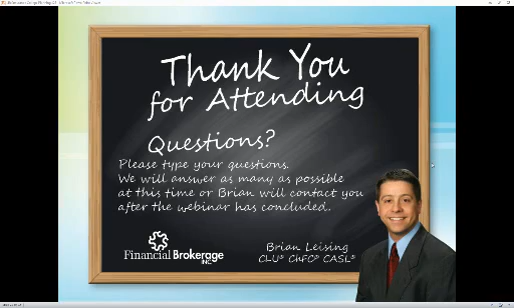 Thank You
for Attending
Questions?
Please type your questions.
We will answer as many as possible
at this time or Brian will contact you
after the webinar has concluded.
Financial Brokerage
INC.
Brian Leising
CLU® ChFC® CASL®